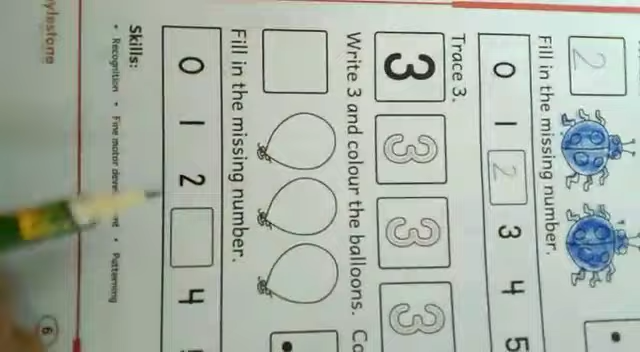 2
Fill in the missing number.
0 1 2 3 4 5
Trace 3.
3 3 3 3
Write 3 and colour the balloons.
Fill in the missing number.
0 1 2 4
Skills:
• Recognition • Fine motor • Patterning
6